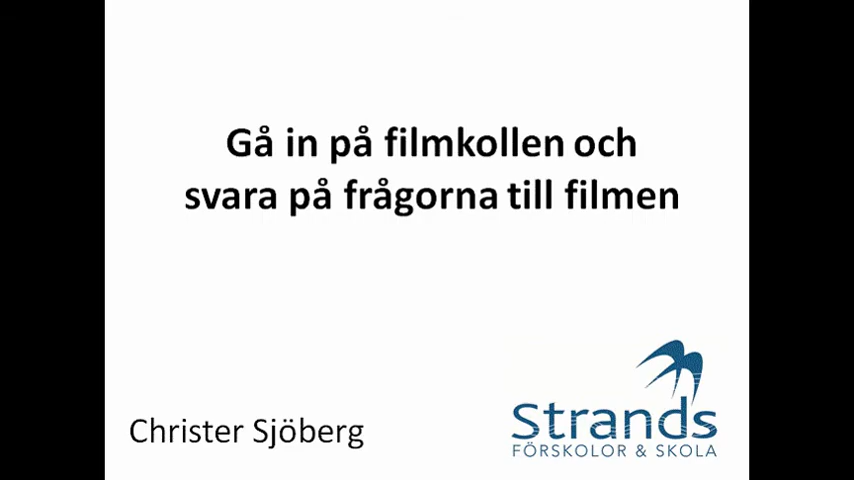 Gå in på filmkollen och
svara på frågorna till filmen
Christer Sjöberg
Strands
FÖRSKOLOR & SKOLA